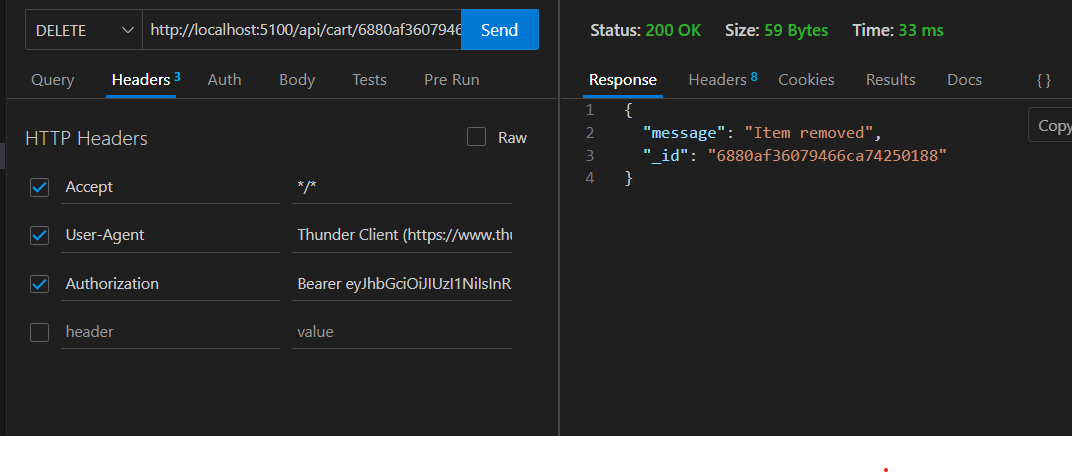 DELETE http://localhost:5100/api/cart/6880af36079466 Send
Status: 200 OK Size: 59 Bytes Time: 33 ms
Query Headers 3 Auth Body Tests Pre Run
Response Headers 8 Cookies Results Docs { }
HTTP Headers Raw
Accept */*
User-Agent Thunder Client (https://www.thu
Authorization Bearer eyJhbGciOiJIUzI1NiIsInR
header value
1 {
2 "message": "Item removed",
3 "_id": "6880af36079466ca74250188"
4 }
Copy